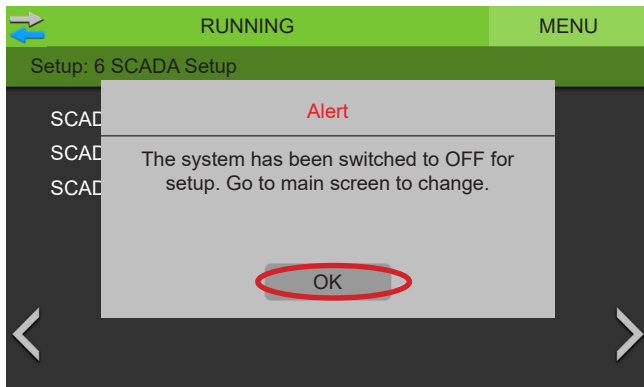 RUNNING
MENU
Setup: 6 SCADA Setup
SCAD
SCAD
SCAD
Alert
The system has been switched to OFF for
setup. Go to main screen to change.
OK